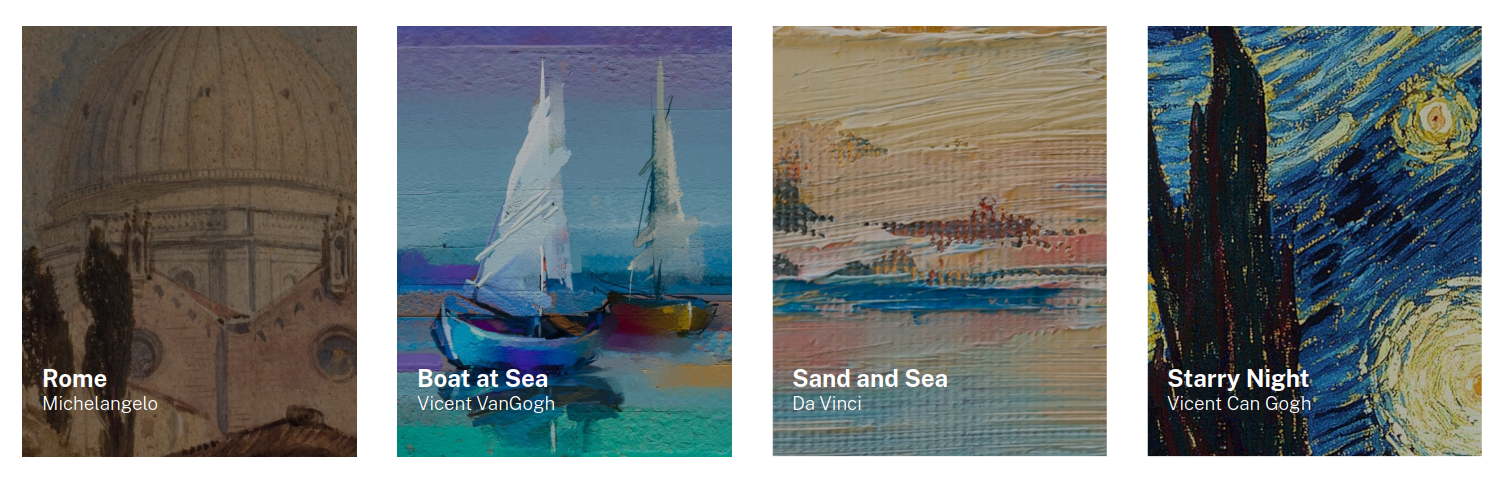 Rome
Michelangelo
Boat at Sea
Vicent VanGogh
Sand and Sea
Da Vinci
Starry Night
Vicent Can Gogh